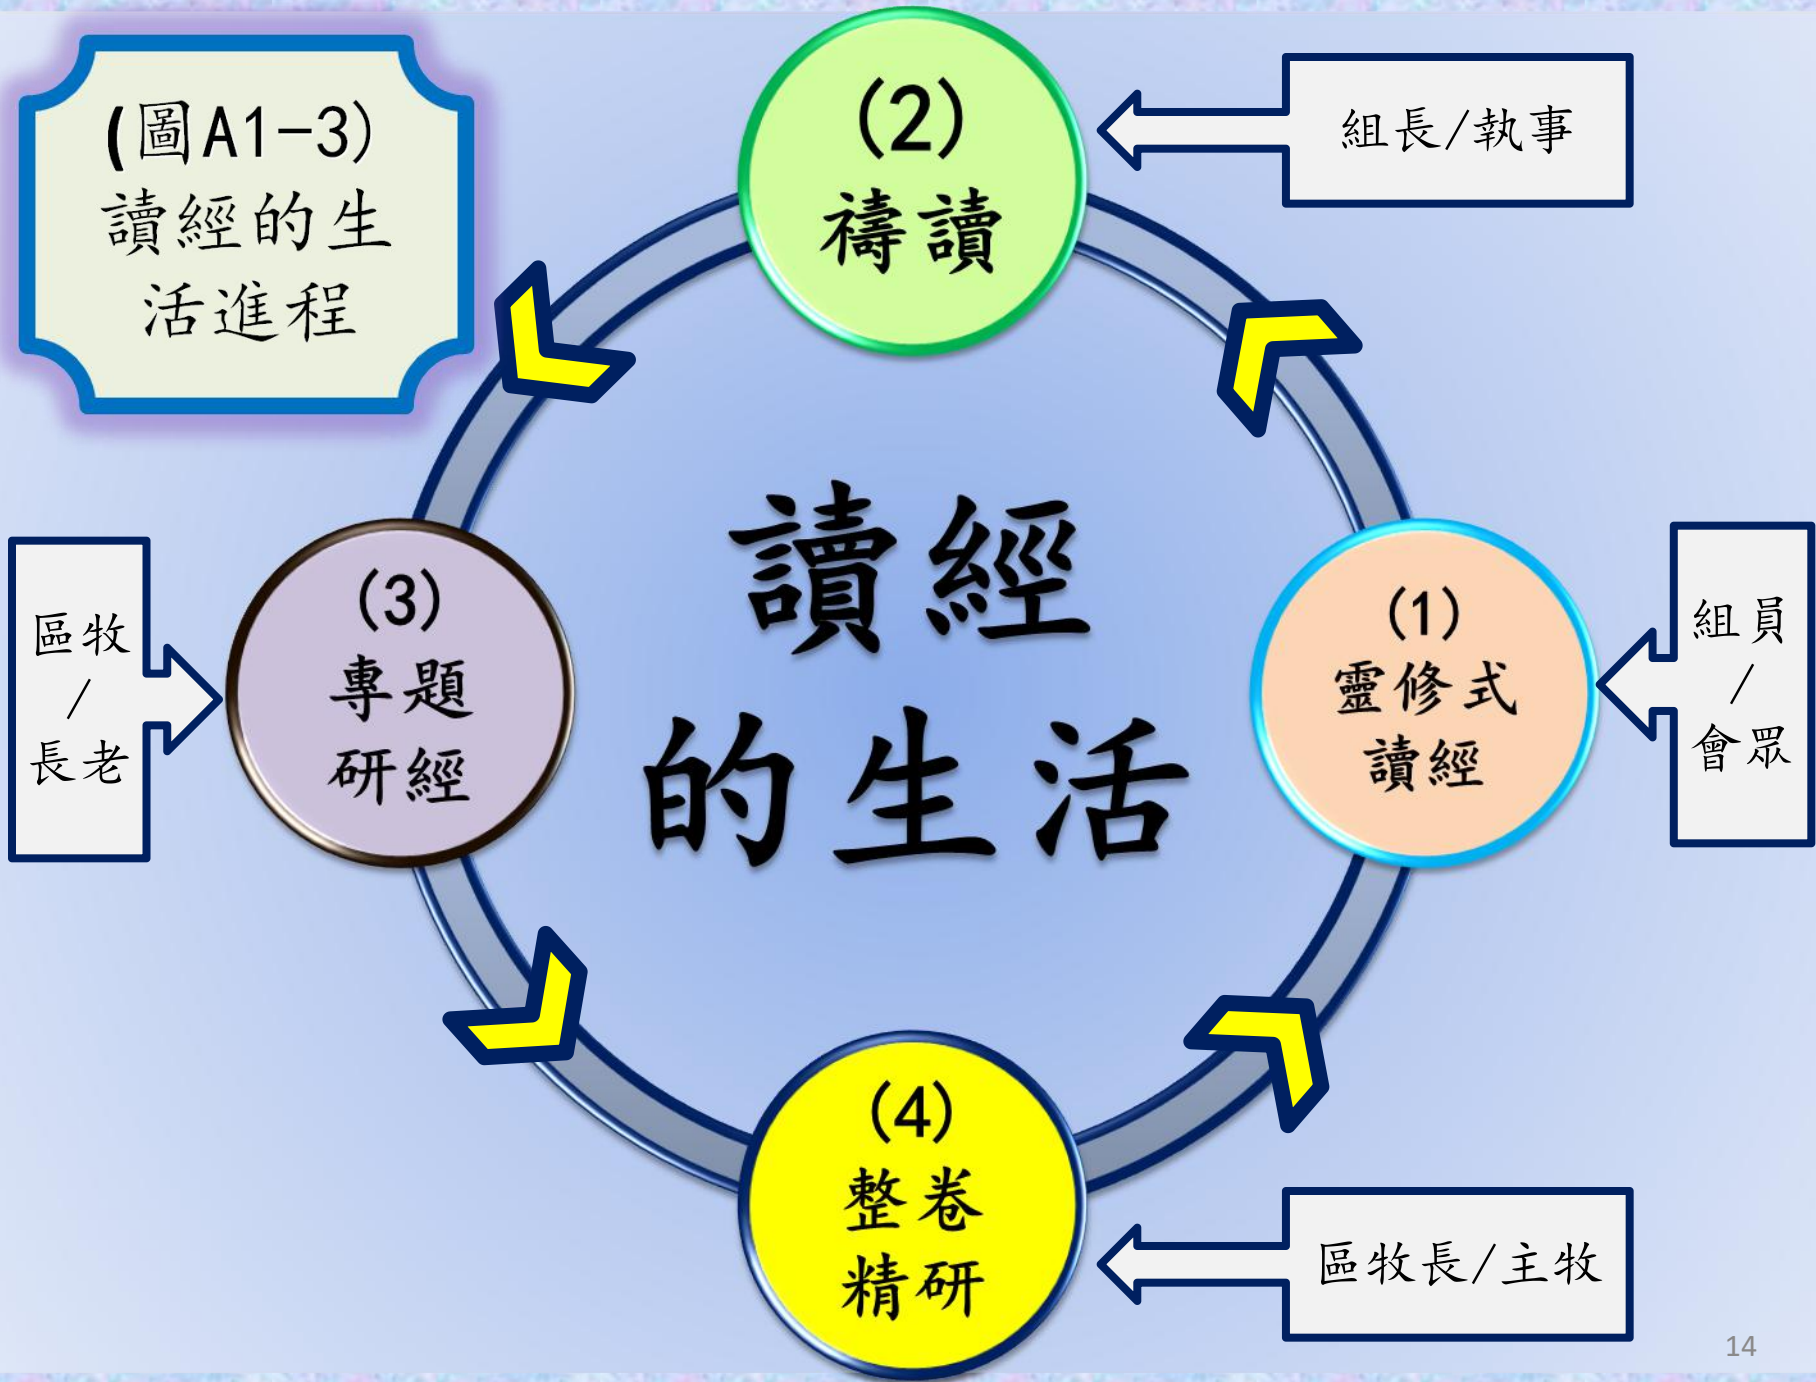 (圖A1-3)
讀經的生
活進程
(2)
禱讀
組長/執事
讀經
的生活
(1)
靈修式
讀經
組員
/
會眾
(3)
專題
研經
區牧
/
長老
(4)
整卷
精研
區牧長/主牧
14